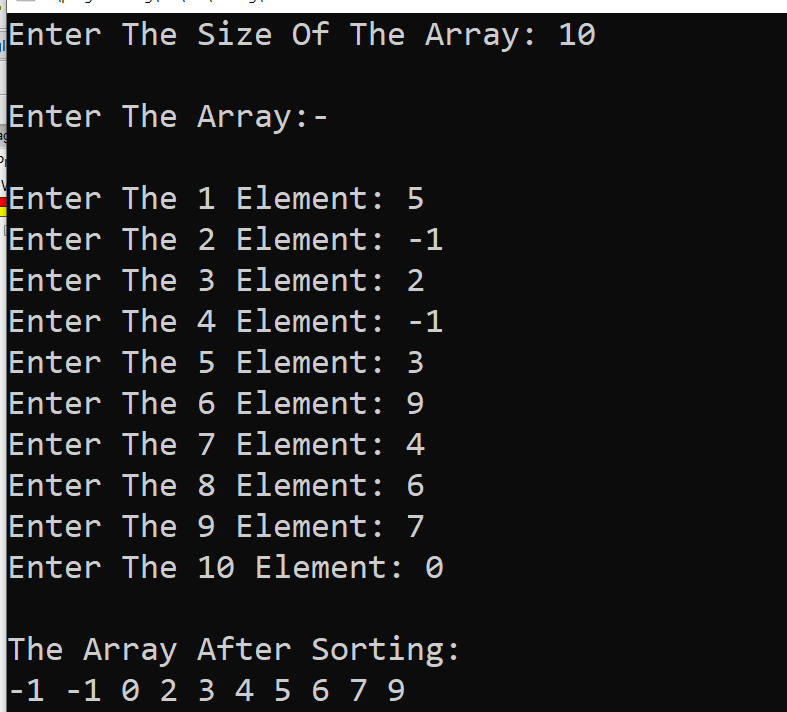 Enter The Size Of The Array: 10
Enter The Array:-
Enter The 1 Element: 5
Enter The 2 Element: -1
Enter The 3 Element: 2
Enter The 4 Element: -1
Enter The 5 Element: 3
Enter The 6 Element: 9
Enter The 7 Element: 4
Enter The 8 Element: 6
Enter The 9 Element: 7
Enter The 10 Element: 0
The Array After Sorting:
-1 -1 0 2 3 4 5 6 7 9